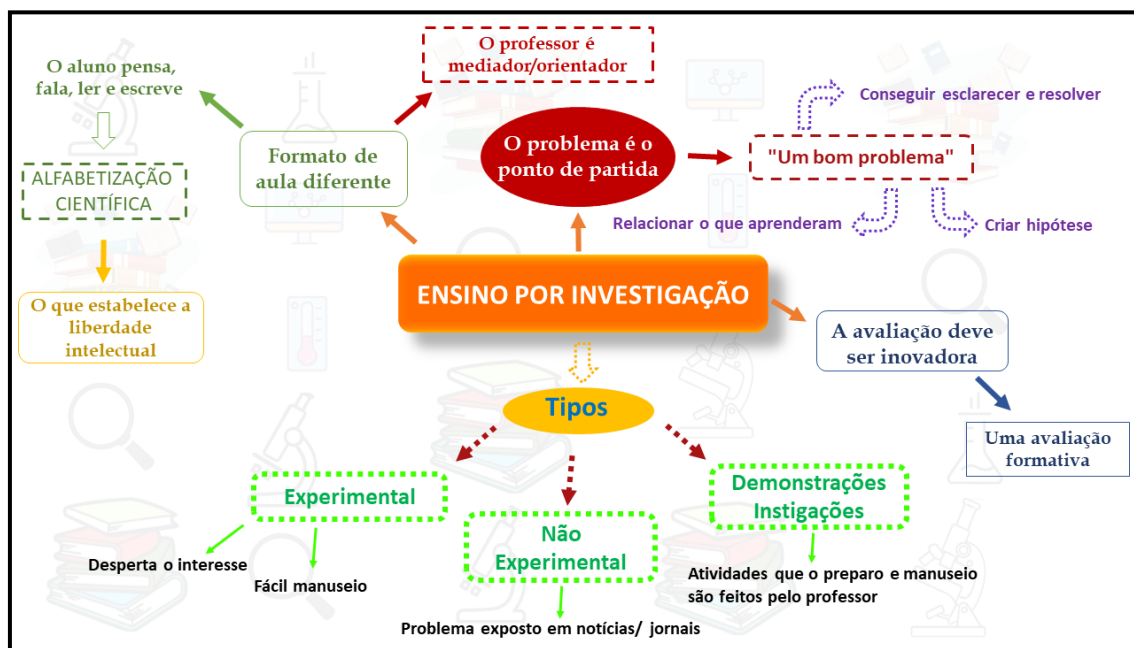 O professor é
mediador/orientador
O aluno pensa,
fala, ler e escreve
Formato de
aula diferente
ALFABETIZAÇÃO
CIENTÍFICA
O que estabelece a
liberdade
intelectual
O problema é o
ponto de partida
"Um bom problema"
Conseguir esclarecer e resolver
Relacionar o que aprenderam
Criar hipótese
ENSINO POR INVESTIGAÇÃO
A avaliação deve
ser inovadora
Uma avaliação
formativa
Tipos
Experimental
Desperta o interesse
Fácil manuseio
Não
Experimental
Problema exposto em notícias/ jornais
Demonstrações
Instigações
Atividades que o preparo e manuseio
são feitos pelo professor